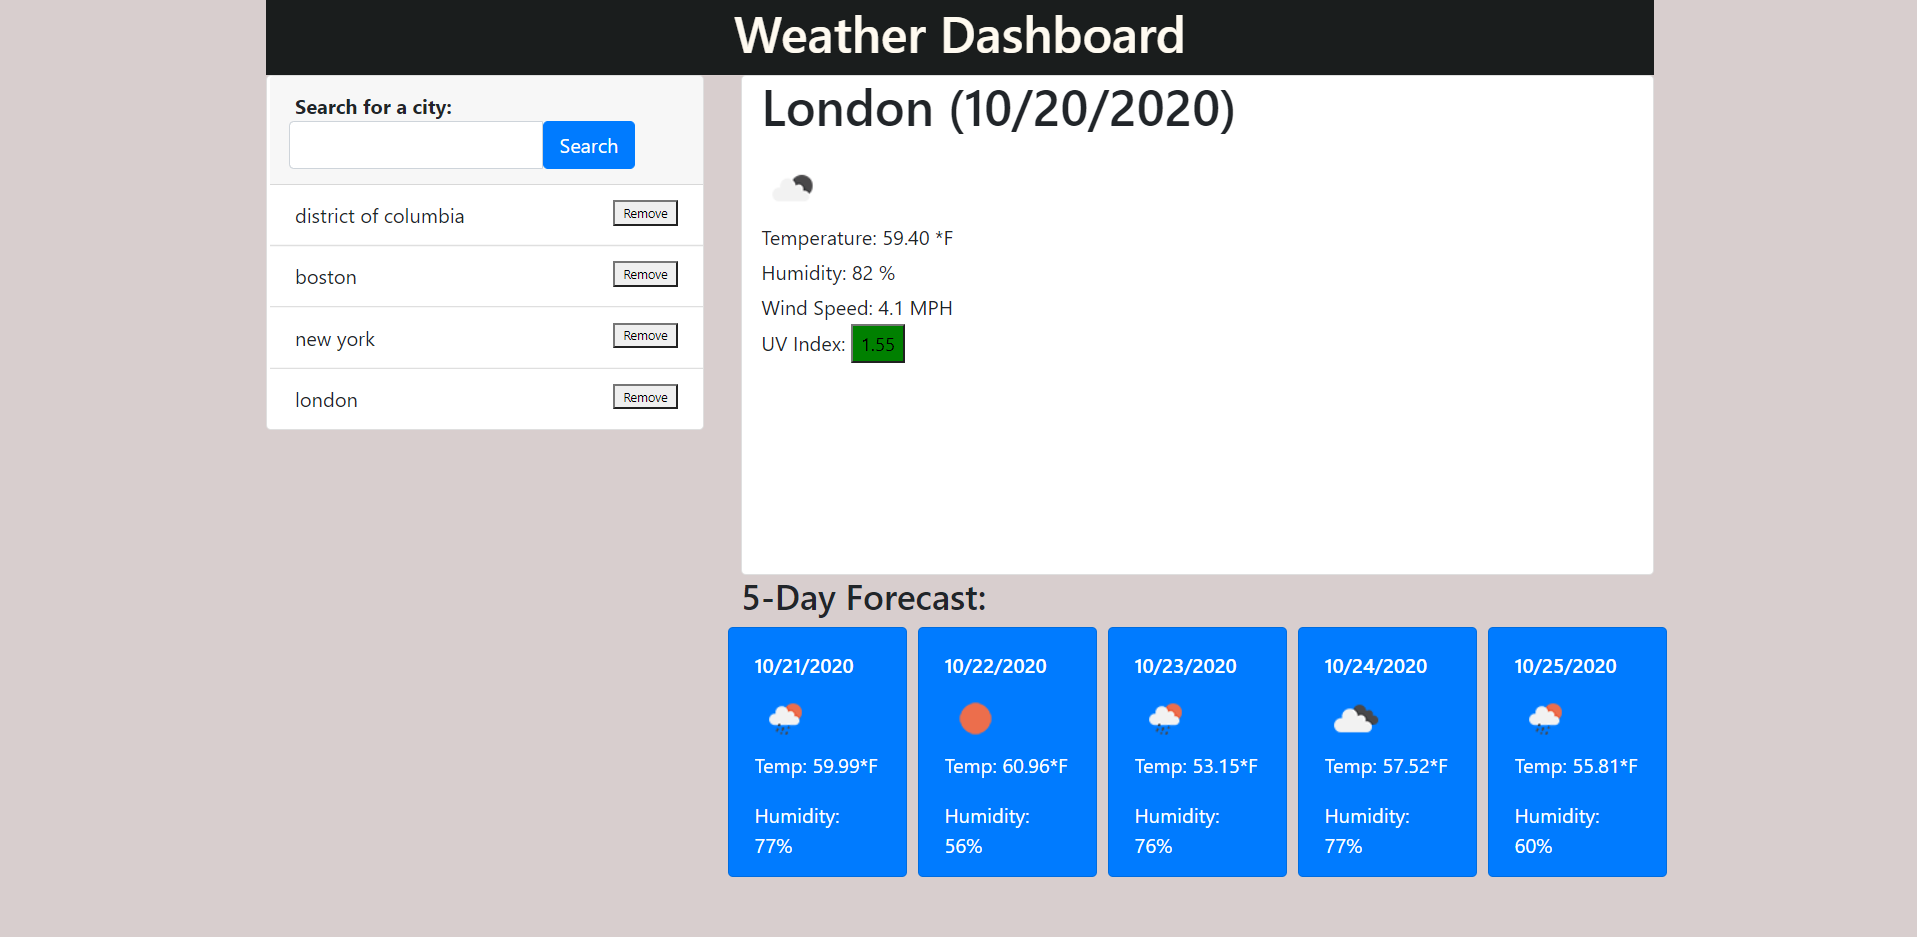 Weather Dashboard
Search for a city:
Search
district of columbia
Remove
boston
Remove
new york
Remove
london
Remove
London (10/20/2020)
Temperature: 59.40 *F
Humidity: 82 %
Wind Speed: 4.1 MPH
UV Index: 1.55
5-Day Forecast:
10/21/2020
Temp: 59.99*F
Humidity:
77%
10/22/2020
Temp: 60.96*F
Humidity:
56%
10/23/2020
Temp: 53.15*F
Humidity:
76%
10/24/2020
Temp: 57.52*F
Humidity:
77%
10/25/2020
Temp: 55.81*F
Humidity:
60%